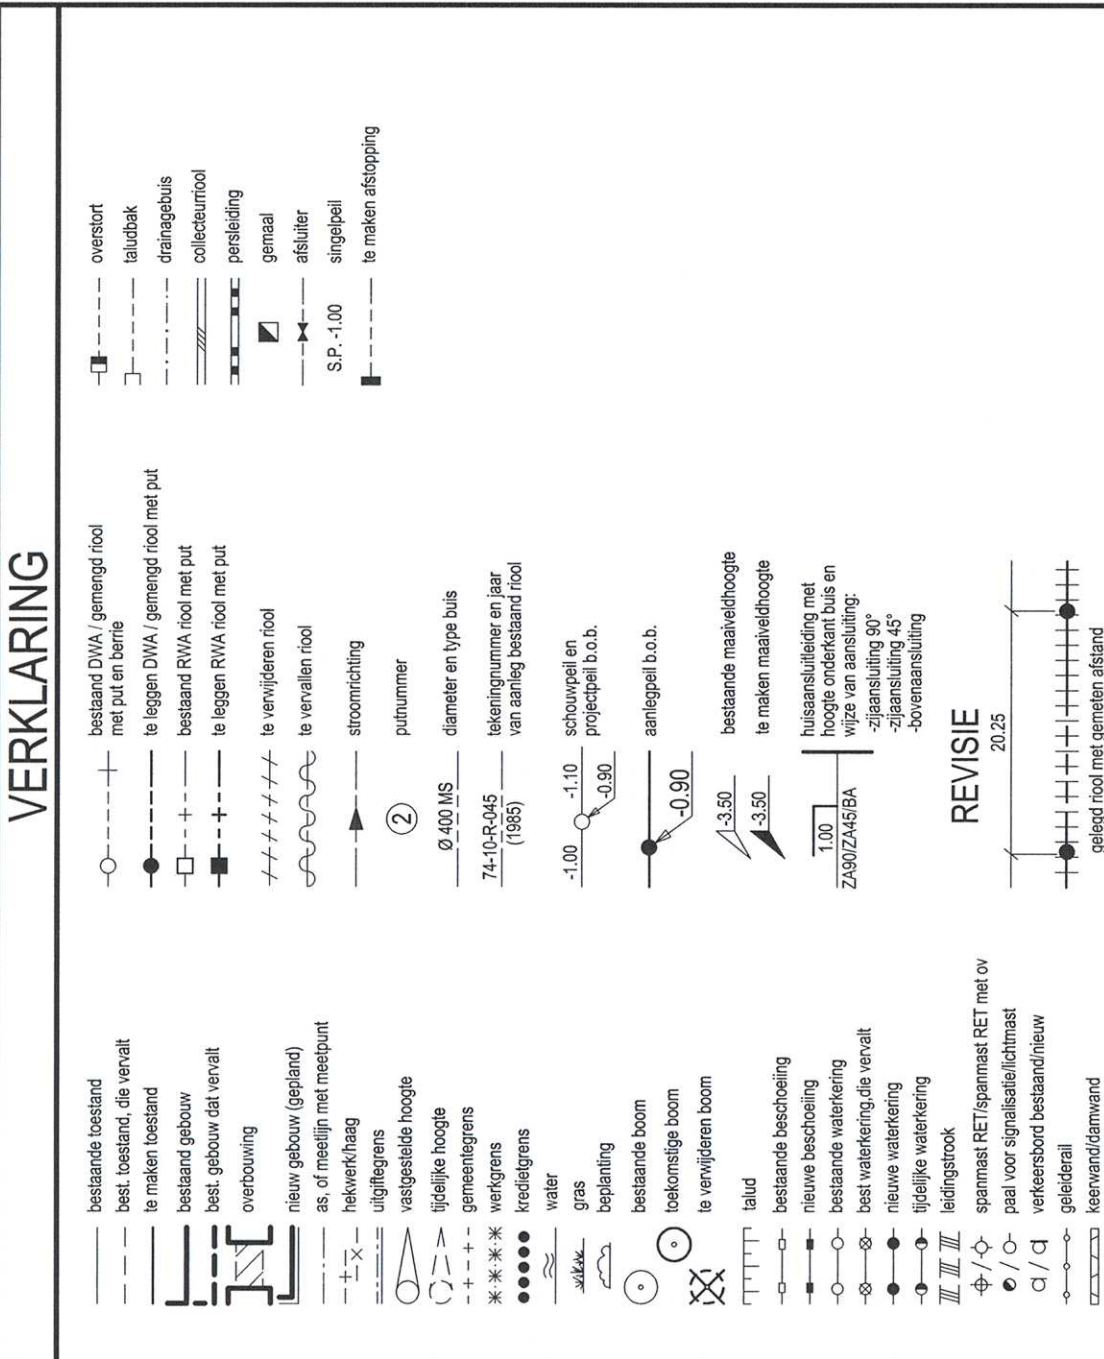 VERKLARING
bestaande toestand
best. toestand, die vervalt
te maken toestand
bestaand gebouw
best. gebouw dat vervalt
overbouwing
nieuw gebouw (gepland)
as, of meetlijn met meetpunt
hekwerk/haag
uitgiftegrens
vastgestelde hoogte
tijdelijke hoogte
gemeentegrens
werkgrens
kredietgrens
water
gras
beplanting
bestaande boom
toekomstige boom
te verwijderen boom
talud
bestaande beschoeiing
nieuwe beschoeiing
bestaande waterkering
best waterkering,die vervalt
nieuwe waterkering
tijdelijke waterkering
leidingstrook
spanmast RET/spanmast RET met ov
paal voor signalisatie/lichtmast
verkeersbord bestaand/nieuw
geleiderail
keerwand/damwand
bestaand DWA / gemengd riool
met put en berrie
te leggen DWA / gemengd riool met put
bestaand RWA riool met put
te leggen RWA riool met put
te verwijderen riool
te vervallen riool
stroomrichting
2 putnummer
Ø 400 MS diameter en type buis
74-10-R-045 tekeningnummer en jaar
(1985) van aanleg bestaand riool
-1.00 -1.10 schouwpeil en
-0.90 projectpeil b.o.b.
aanlegpeil b.o.b.
-0.90
-3.50 bestaande maaiveldhoogte
-3.50 te maken maaiveldhoogte
1.00 huisaansluitleiding met
ZA90/ZA45/BA hoogte onderkant buis en
wijze van aansluiting:
-zijaansluiting 90°
-zijaansluiting 45°
-bovenaansluiting
REVISIE
20.25
gelegd riool met gemeten afstand
overstort
taludbak
drainagebuis
collecteurriool
persleiding
gemaal
afsluiter
S.P. -1.00 singelpeil
te maken afstopping